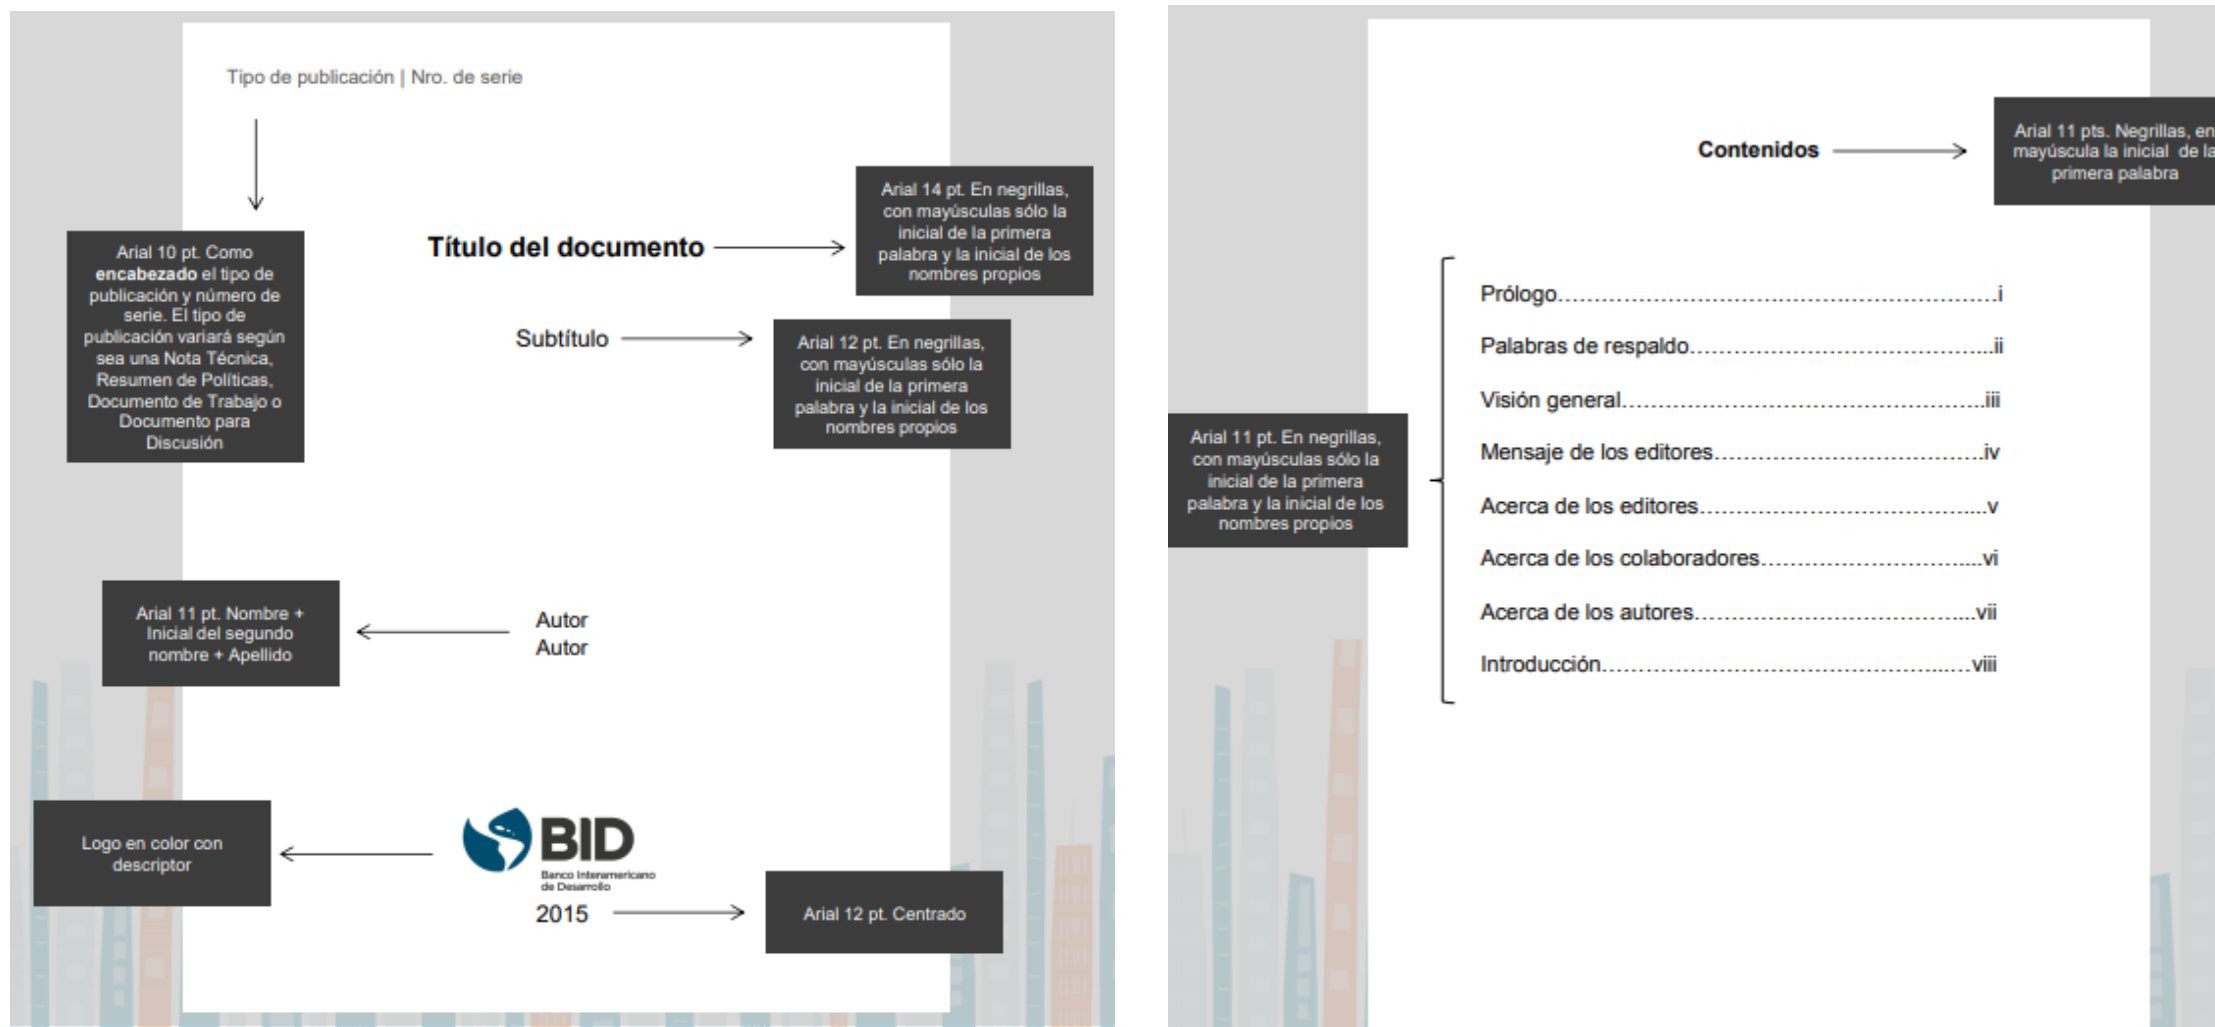 Tipo de publicación | Nro. de serie
Arial 10 pt. Como
encabezado el tipo de
publicación y número de
serie. El tipo de
publicación variará según
sea una Nota Técnica,
Resumen de Políticas,
Documento de Trabajo o
Documento para
Discusión
Título del documento
Arial 14 pt. En negrillas,
con mayúsculas sólo la
inicial de la primera
palabra y la inicial de los
nombres propios
Subtítulo
Arial 12 pt. En negrillas,
con mayúsculas sólo la
inicial de la primera
palabra y la inicial de los
nombres propios
Arial 11 pt. Nombre +
Inicial del segundo
nombre + Apellido
Autor
Autor
Logo en color con
descriptor
BID
Banco Interamericano
de Desarrollo
2015
Arial 12 pt. Centrado
Contenidos
Arial 11 pts. Negrillas, en
mayúscula la inicial de la
primera palabra
Arial 11 pt. En negrillas,
con mayúsculas sólo la
inicial de la primera
palabra y la inicial de los
nombres propios
Prólogo……………………………………………………i
Palabras de respaldo…………………………………...ii
Visión general…………………………………………..iii
Mensaje de los editores……………………………….iv
Acerca de los editores………………………………...v
Acerca de los colaboradores………………………....vi
Acerca de los autores………………………………...vii
Introducción………………………………………...…viii